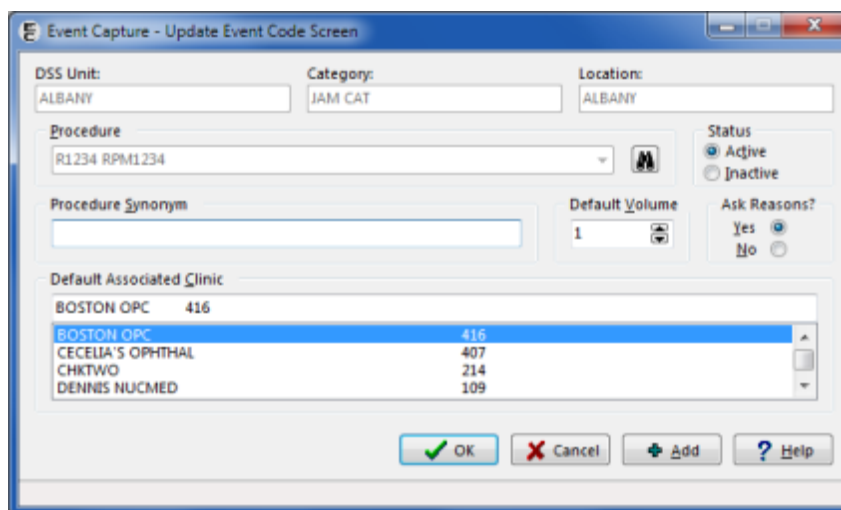 Event Capture - Update Event Code Screen
DSS Unit: Category: Location:
ALBANY JAM CAT ALBANY
Procedure Status
R1234 RPM1234 Active
Inactive
Procedure Synonym Default Volume Ask Reasons?
1 Yes
No
Default Associated Clinic
BOSTON OPC 416
BOSTON OPC 416
CECELIA'S OPHTHAL 407
CHKTWO 214
DENNIS NUCMED 109
OK Cancel Add ? Help